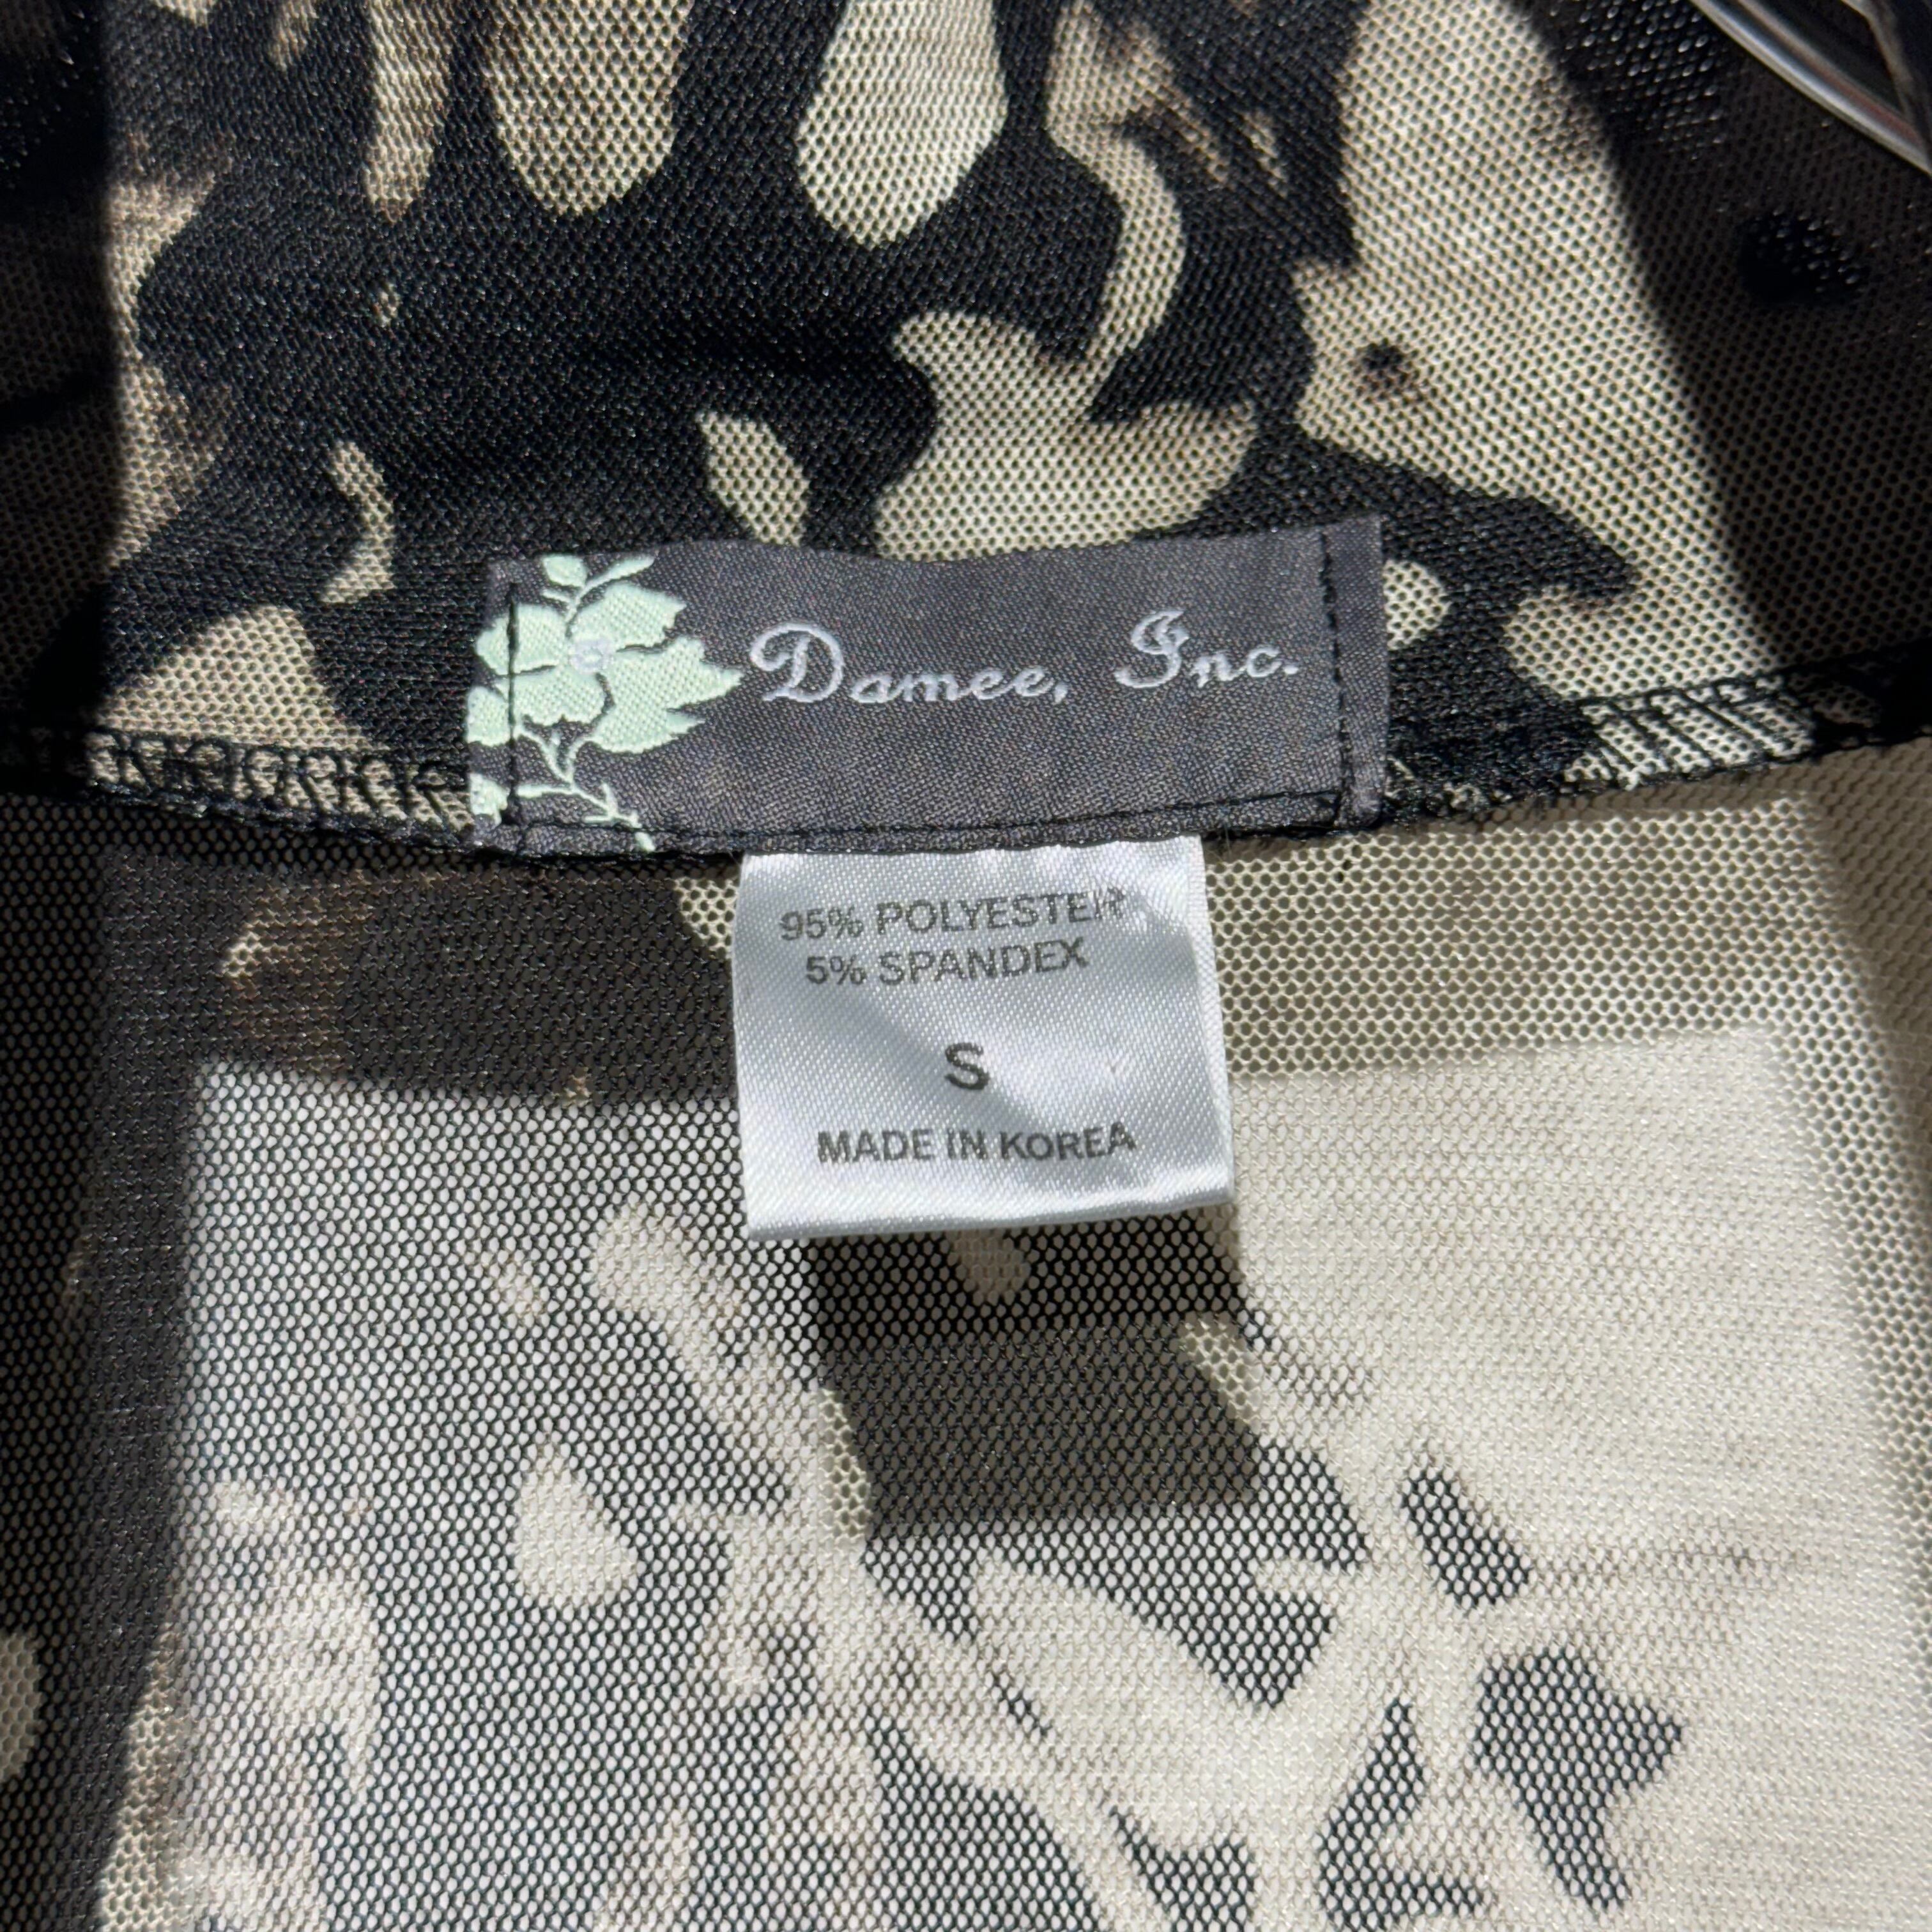 Damee, Inc.
95% POLYESTER
5% SPANDEX
S
MADE IN KOREA